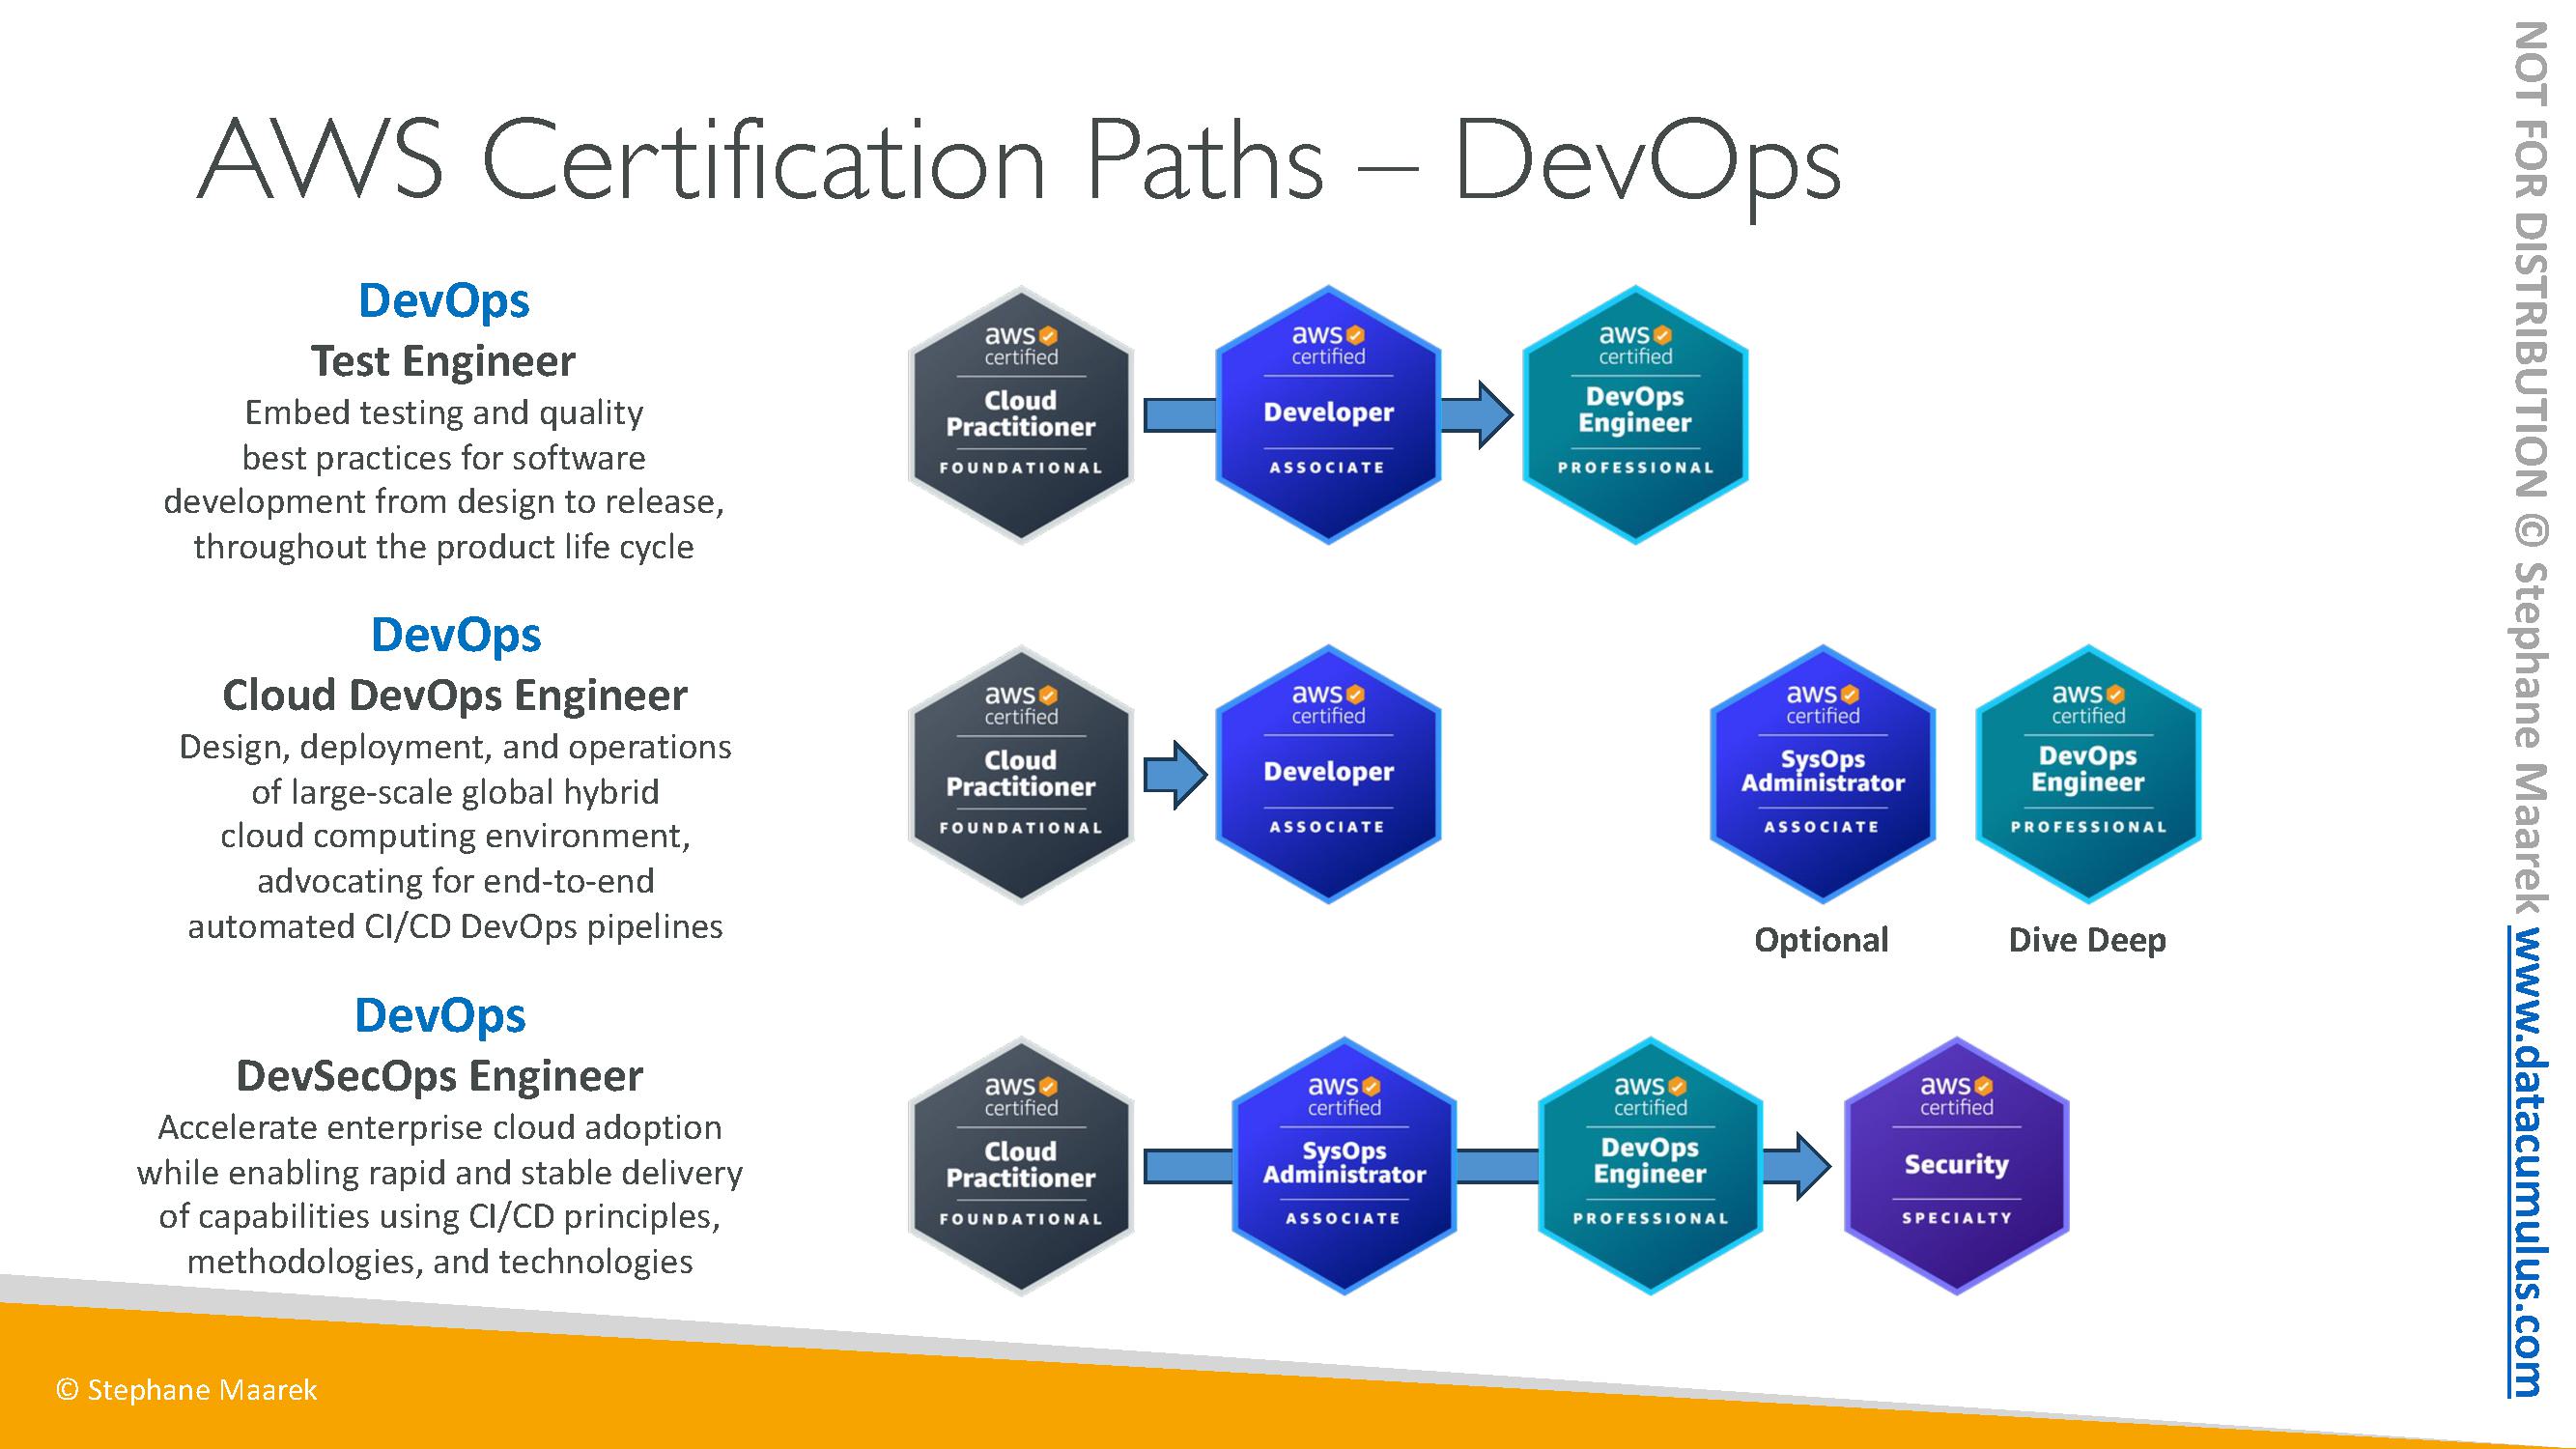 AWS Certification Paths – DevOps
DevOps
Test Engineer
Embed testing and quality
best practices for software
development from design to release,
throughout the product life cycle
aws
certified
Cloud
Practitioner
FOUNDATIONAL
aws
certified
Developer
ASSOCIATE
aws
certified
DevOps
Engineer
PROFESSIONAL
DevOps
Cloud DevOps Engineer
Design, deployment, and operations
of large-scale global hybrid
cloud computing environment,
advocating for end-to-end
automated CI/CD DevOps pipelines
aws
certified
Cloud
Practitioner
FOUNDATIONAL
aws
certified
Developer
ASSOCIATE
aws
certified
SysOps
Administrator
ASSOCIATE
Optional
aws
certified
DevOps
Engineer
PROFESSIONAL
Dive Deep
DevOps
DevSecOps Engineer
Accelerate enterprise cloud adoption
while enabling rapid and stable delivery
of capabilities using CI/CD principles,
methodologies, and technologies
aws
certified
Cloud
Practitioner
FOUNDATIONAL
aws
certified
SysOps
Administrator
ASSOCIATE
aws
certified
DevOps
Engineer
PROFESSIONAL
aws
certified
Security
SPECIALTY
© Stephane Maarek
NOT FOR DISTRIBUTION © Stephane Maarek www.datacumulus.com